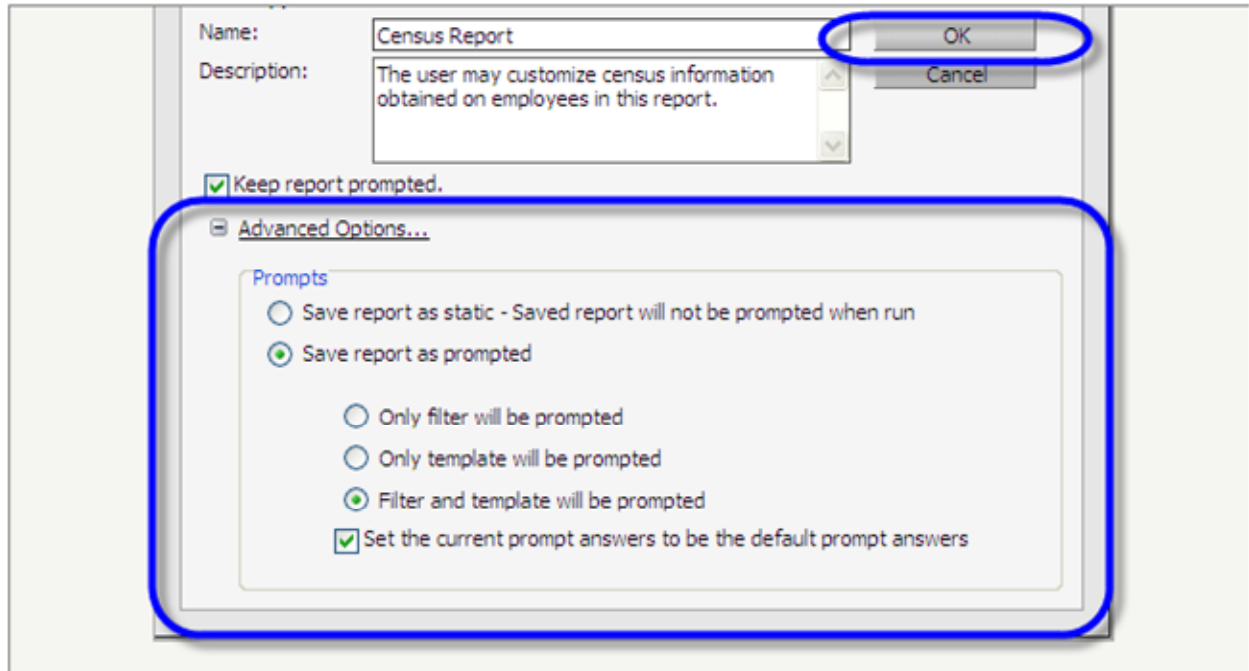 Name:
Census Report
OK
Description:
The user may customize census information
obtained on employees in this report.
Cancel
Keep report prompted.
Advanced Options...
Prompts
Save report as static - Saved report will not be prompted when run
Save report as prompted
Only filter will be prompted
Only template will be prompted
Filter and template will be prompted
Set the current prompt answers to be the default prompt answers